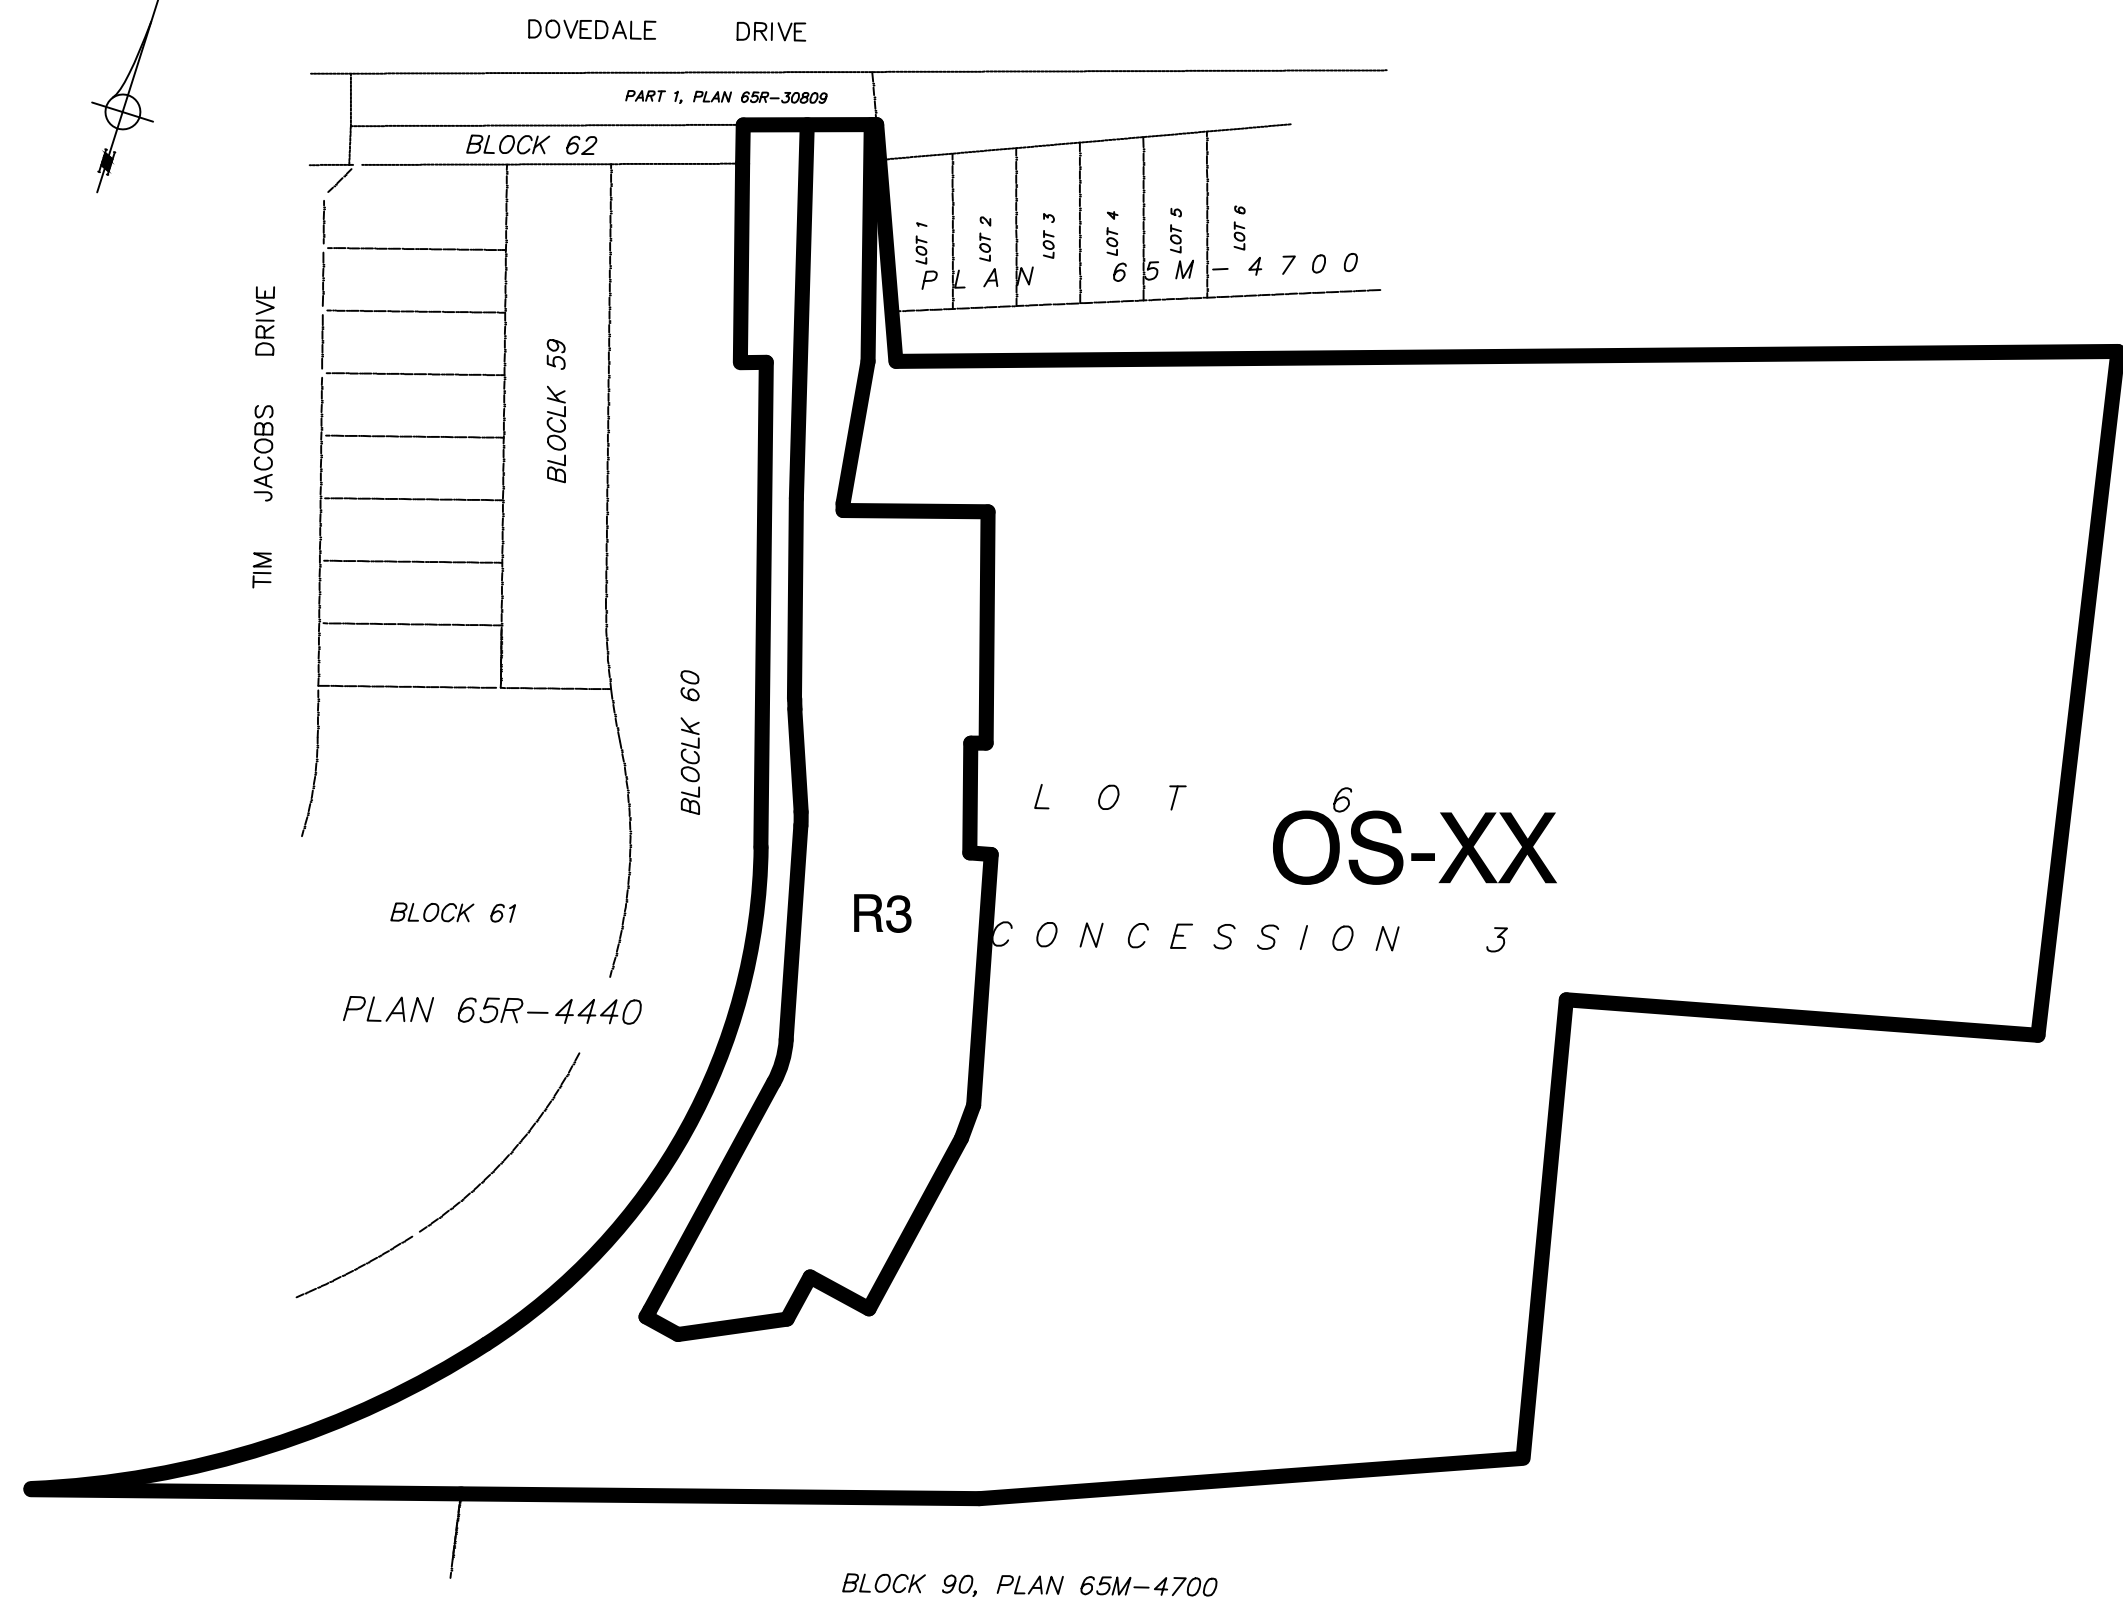 DOVEDALE DRIVE
PART 1, PLAN 65R-30809
BLOCK 62
LOT 1
LOT 2
LOT 3
LOT 4
LOT 5
LOT 6
PLAN 65M-4700
TIM JACOBS DRIVE
BLOCLK 59
BLOCLK 60
LOT 6
OS-XX
R3
BLOCK 61
CONCESSION 3
PLAN 65R-4440
BLOCK 90, PLAN 65M-4700